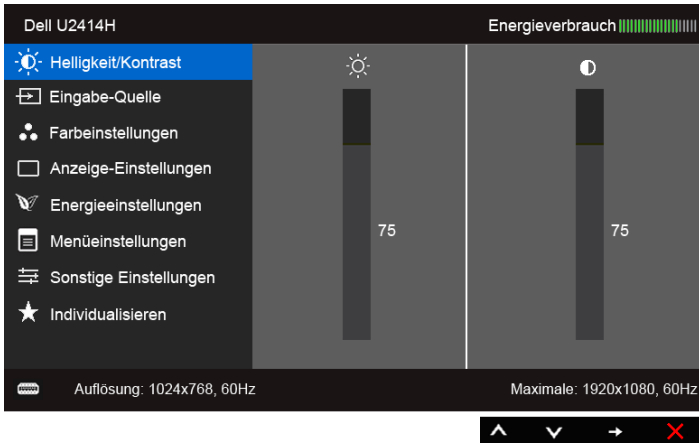 Dell U2414H
Energieverbrauch
Helligkeit/Kontrast
Eingabe-Quelle
Farbeinstellungen
Anzeige-Einstellungen
Energieeinstellungen
Menüeinstellungen
Sonstige Einstellungen
Individualisieren
75
75
Auflösung: 1024x768, 60Hz
Maximale: 1920x1080, 60Hz